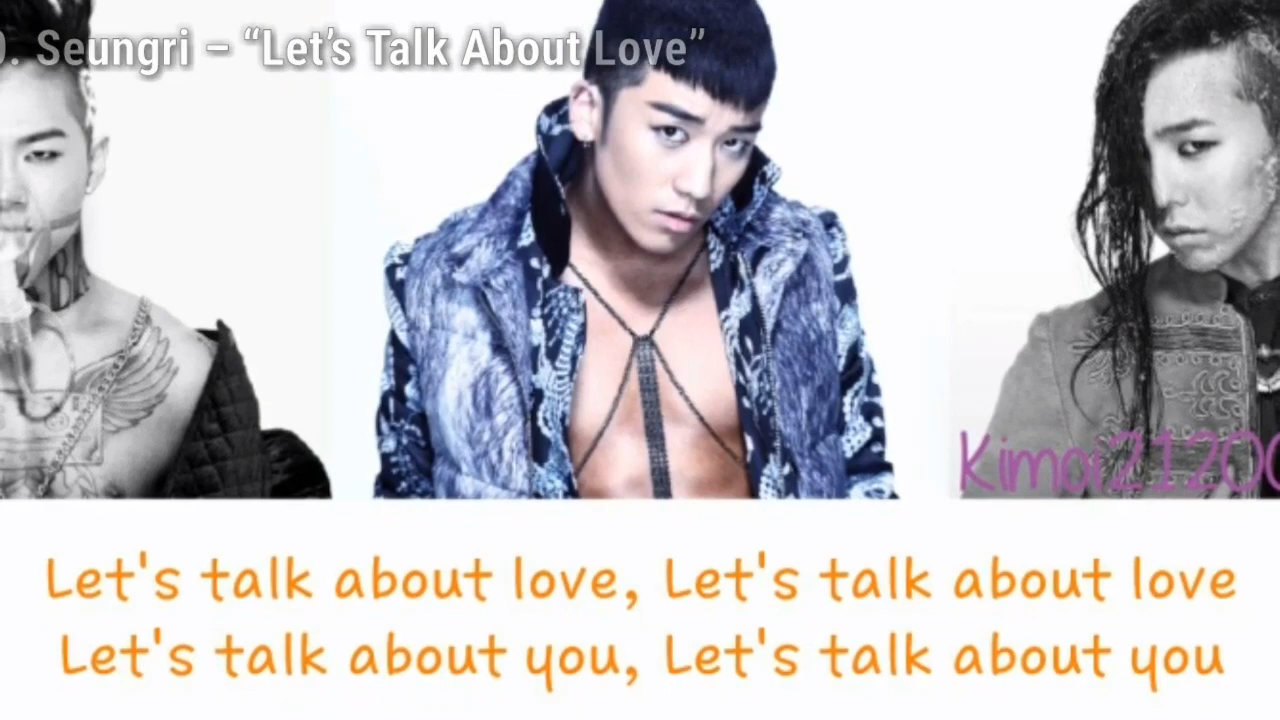 . Seungri – “Let’s Talk About Love”
Kimoi2120
Let's talk about love, Let's talk about love
Let's talk about you, Let's talk about you